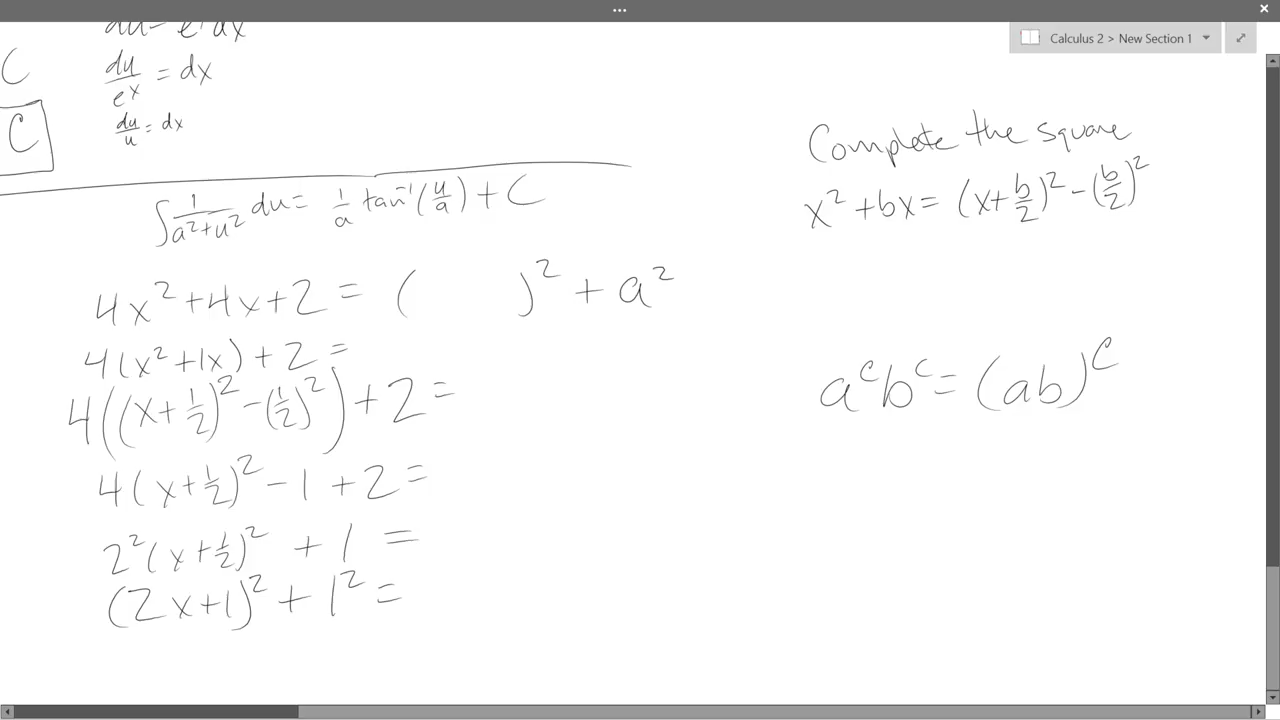 ...
Calculus 2 > New Section 1
du = e^x dx
C
du/e^x = dx
C
du/u = dx
∫ 1/(a²+u²) du = 1/a tan⁻¹(u/a) + C
4x² + 4x + 2 = (      )² + a²
4(x² + 1x) + 2 =
4((x + 1/2)² - (1/2)²) + 2 =
4(x + 1/2)² - 1 + 2 =
2²(x + 1/2)² + 1 =
(2x + 1)² + 1² =
Complete the square
x² + bx = (x + b/2)² - (b/2)²
a^c b^c = (ab)^c